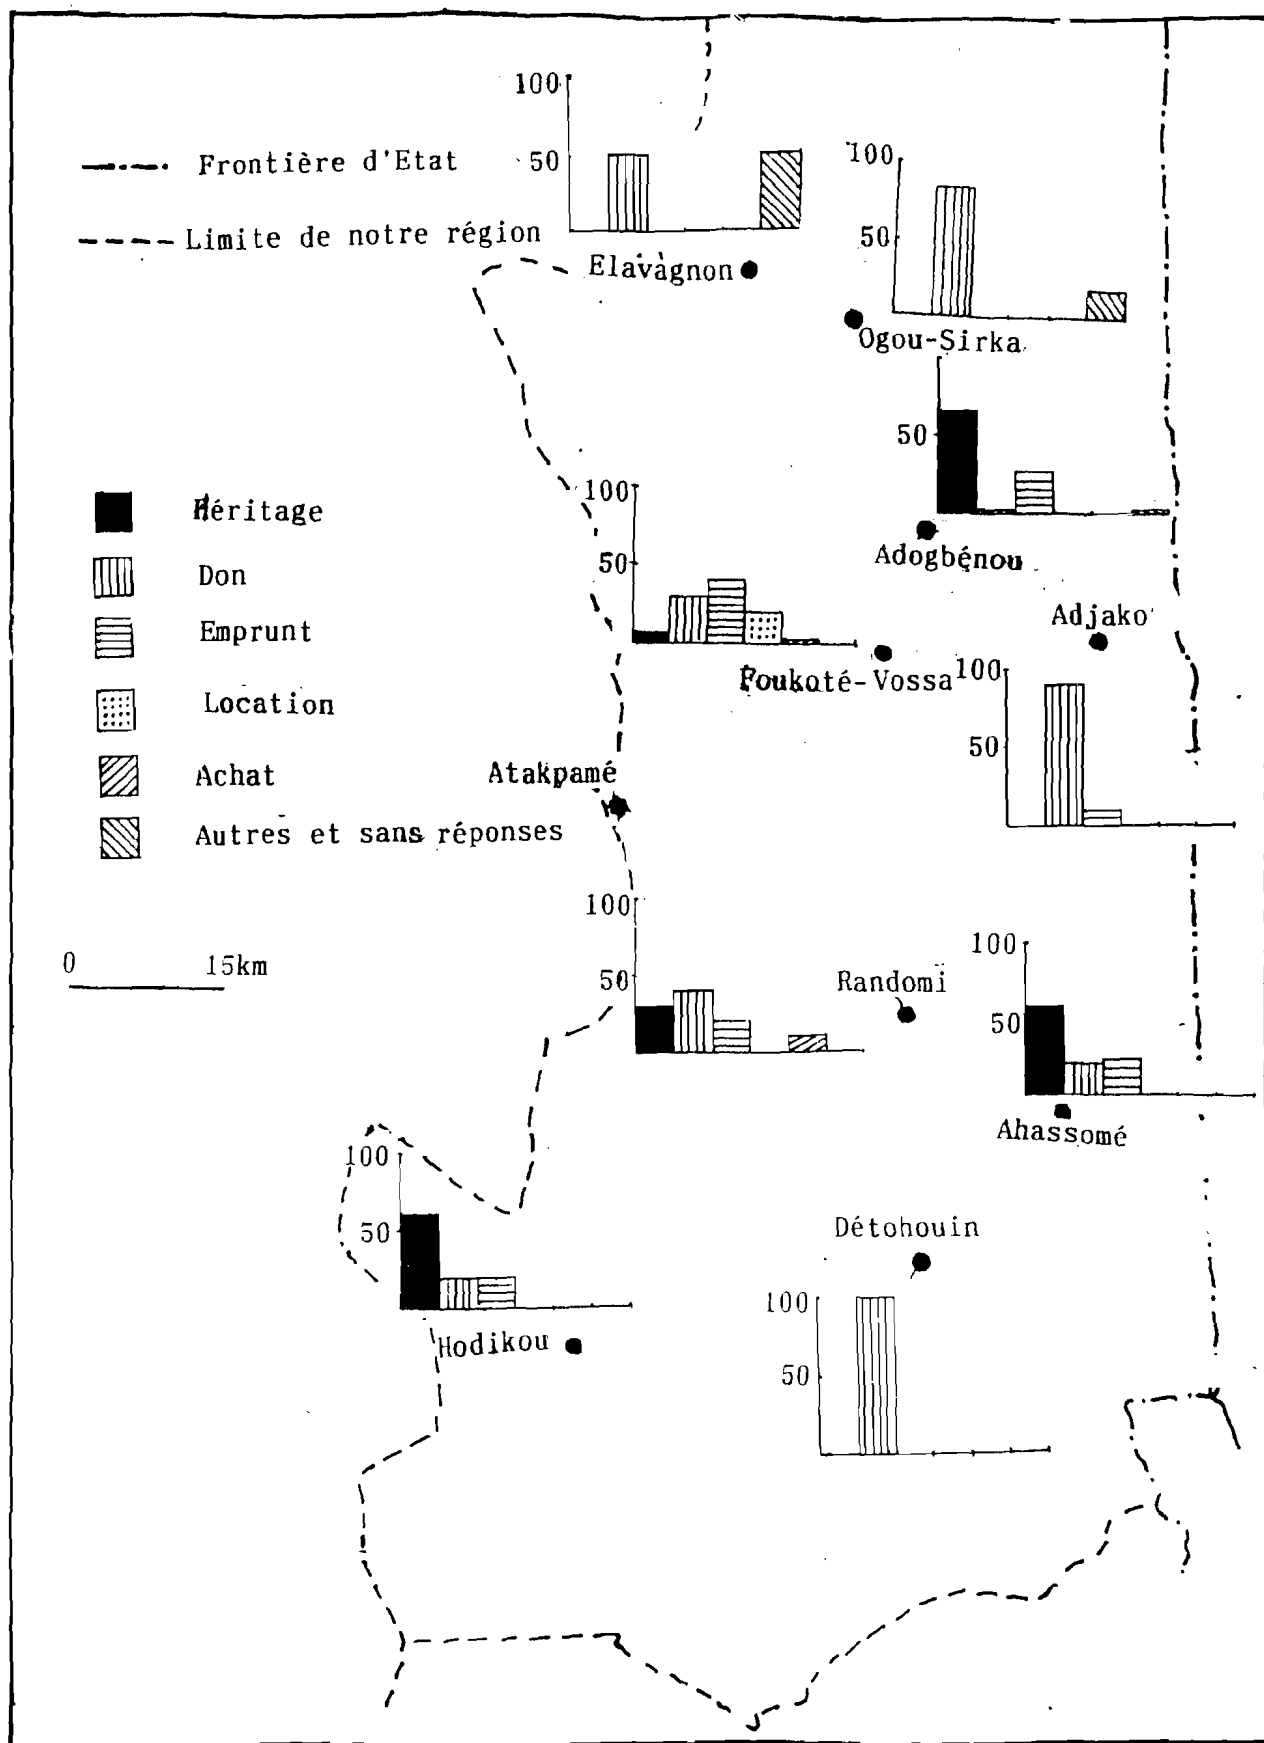 100
Frontière d'Etat
50
100
Limite de notre région
50
Elavagnon
Ogou-Sirka
50
100
Héritage
50
Adogbénou
Don
Adjako
Emprunt
Foukoté-Vossa
100
Location
50
Atakpamé
Achat
Autres et sans réponses
100
100
0 15km
50
Randomi
50
Ahassomé
100
50
Détohouin
100
Hodikou
50